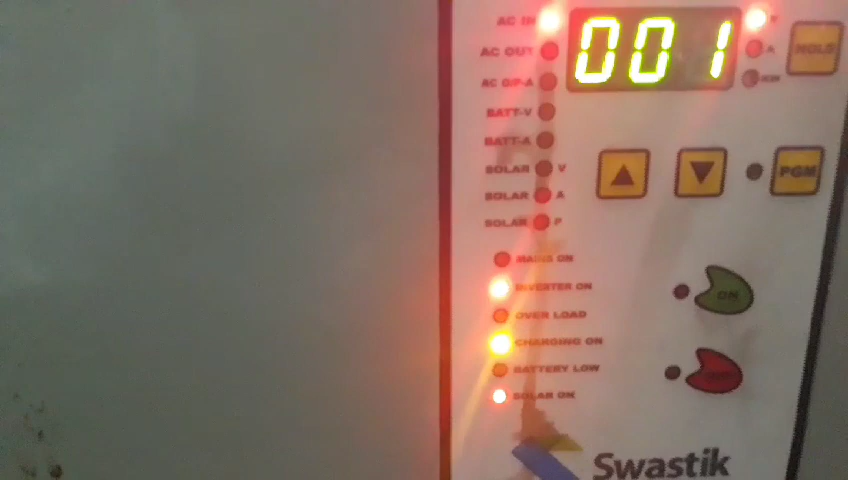 AC IN
001
V
AC OUT
A
HOLD
AC O/P-A
KW
BATT-V
BATT-A
SOLAR V
PGM
SOLAR A
SOLAR P
MAINS ON
INVERTER ON
ON
OVER LOAD
CHARGING ON
BATTERY LOW
SOLAR ON
Swastik